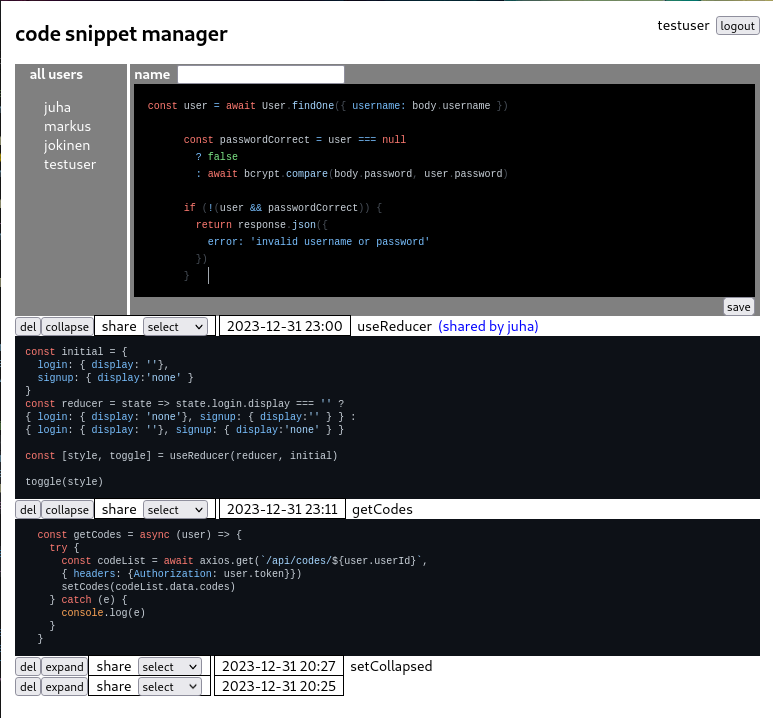 code snippet manager
testuser logout
all users
juha
markus
jokinen
testuser
name
const user = await User.findOne({ username: body.username })
const passwordCorrect = user === null
? false
: await bcrypt.compare(body.password, user.password)
if (!(user && passwordCorrect)) {
return response.json({
error: 'invalid username or password'
})
}
save
del collapse share select 2023-12-31 23:00 useReducer (shared by juha)
const initial = {
login: { display: ''},
signup: { display:'none' }
}
const reducer = state => state.login.display === '' ?
{ login: { display: 'none'}, signup: { display:'' } } :
{ login: { display: ''}, signup: { display:'none' } }
const [style, toggle] = useReducer(reducer, initial)
toggle(style)
del collapse share select 2023-12-31 23:11 getCodes
const getCodes = async (user) => {
try {
const codeList = await axios.get(`/api/codes/${user.userId}`,
{ headers: {Authorization: user.token}})
setCodes(codeList.data.codes)
} catch (e) {
console.log(e)
}
}
del expand share select 2023-12-31 20:27 setCollapsed
del expand share select 2023-12-31 20:25